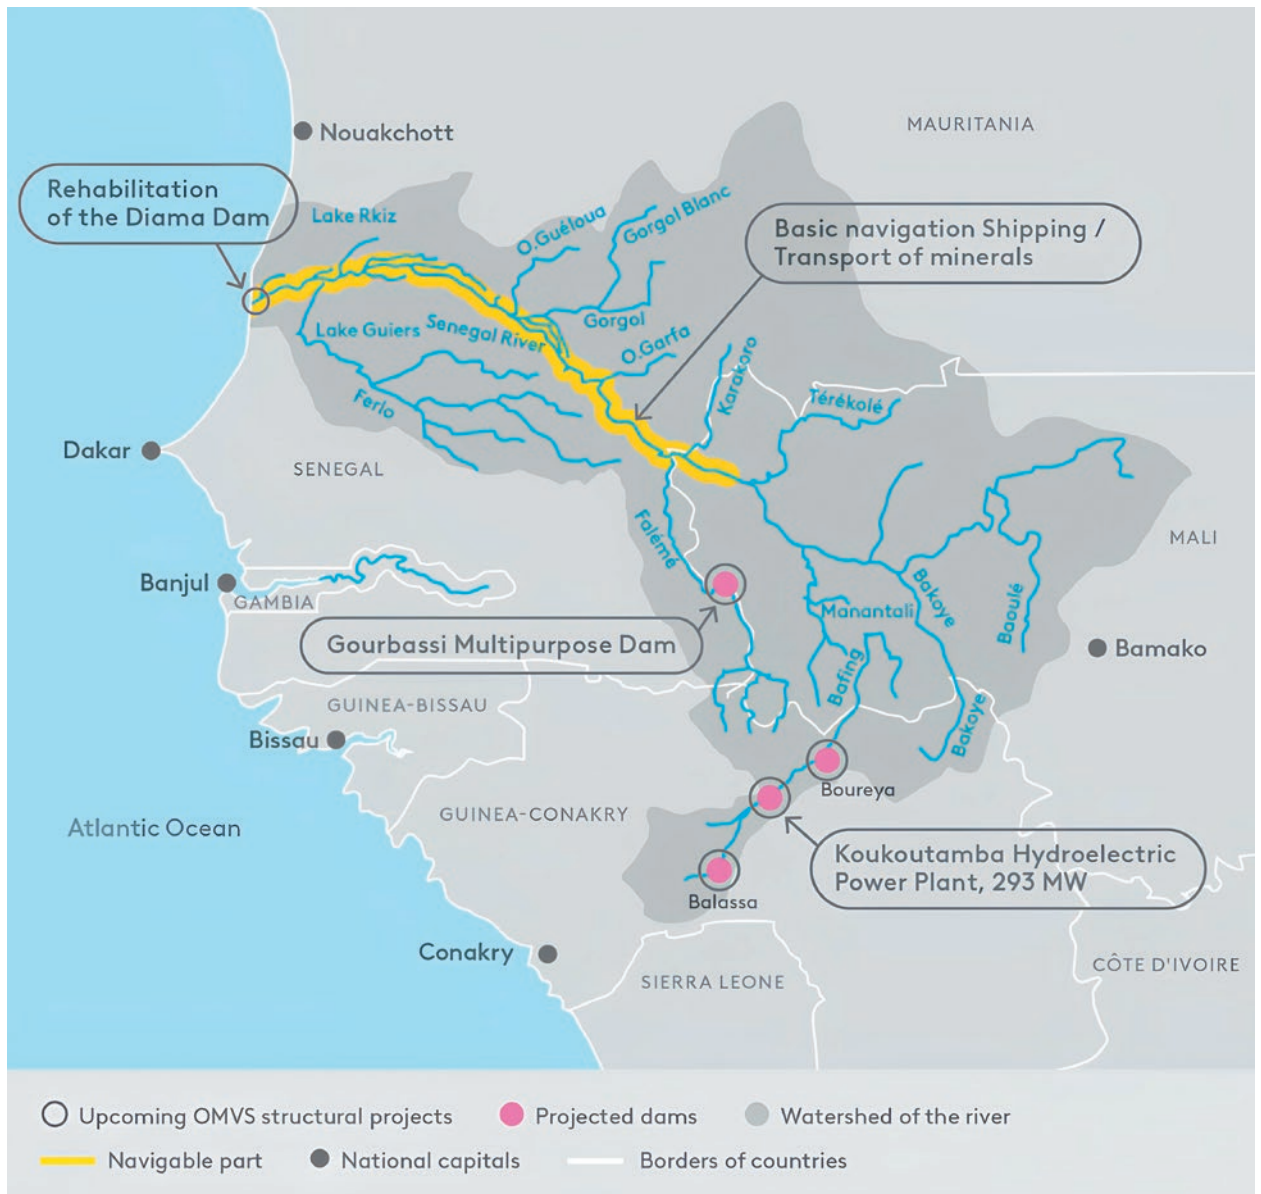 Nouakchott
MAURITANIA
Rehabilitation
of the Diama Dam
Lake Rkiz
O.Guéloua
Gorgol Blanc
Basic navigation Shipping /
Transport of minerals
Lake Guiers
Senegal River
Gorgol
O.Garfa
Karakoro
Térékolé
Ferlo
Dakar
SENEGAL
Falémé
MALI
Banjul
GAMBIA
Manantali
Bakoye
Baoulé
Gourbassi Multipurpose Dam
Bamako
Bafing
GUINEA-BISSAU
Bissau
Bakoye
Boureya
GUINEA-CONAKRY
Atlantic Ocean
Koukoutamba Hydroelectric
Power Plant, 293 MW
Balassa
Conakry
SIERRA LEONE
CÔTE D'IVOIRE
Upcoming OMVS structural projects
Projected dams
Watershed of the river
Navigable part
National capitals
Borders of countries